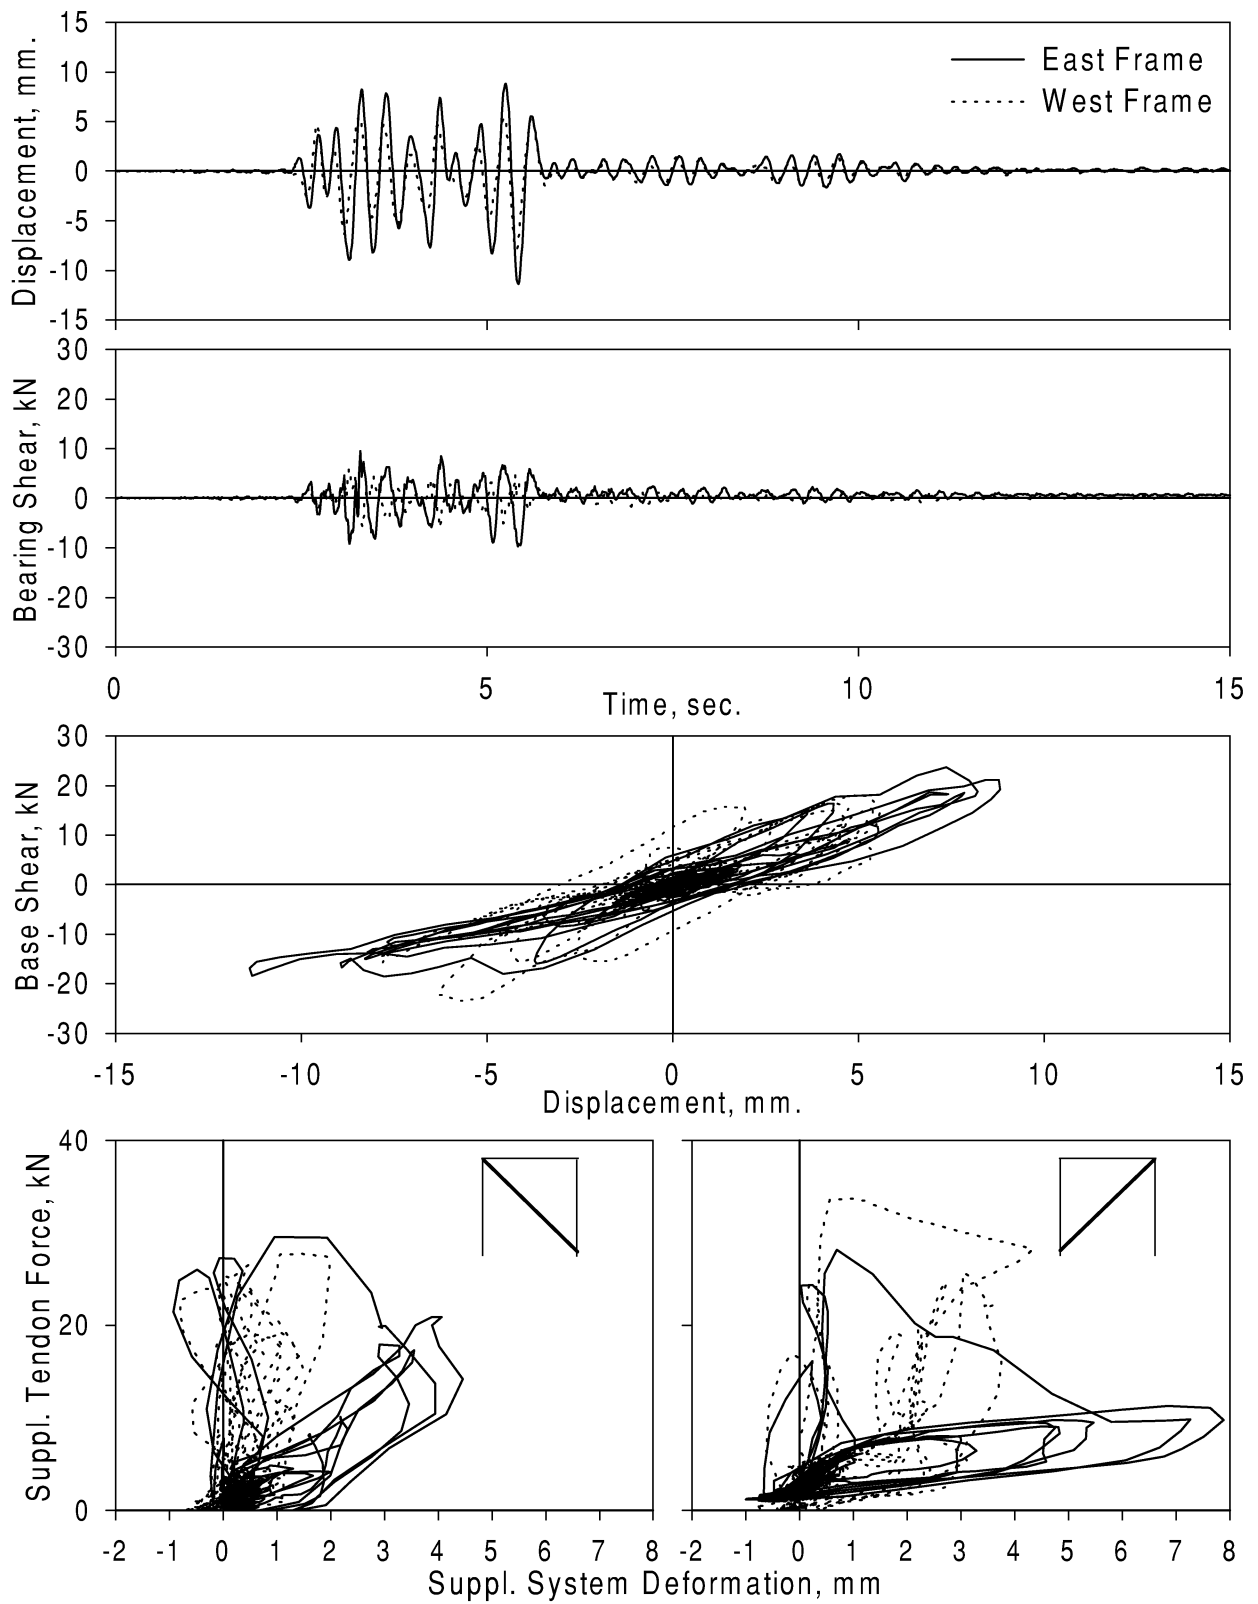 15
10
5
0
-5
-10
-15
Displacement, mm.
East Frame
West Frame
30
20
10
0
-10
-20
-30
Bearing Shear, kN
0 5 10 15
Time, sec.
30
20
10
0
-10
-20
-30
Base Shear, kN
-15 -10 -5 0 5 10 15
Displacement, mm.
40
20
0
Suppl. Tendon Force, kN
-2 -1 0 1 2 3 4 5 6 7 8 -2 -1 0 1 2 3 4 5 6 7 8
Suppl. System Deformation, mm